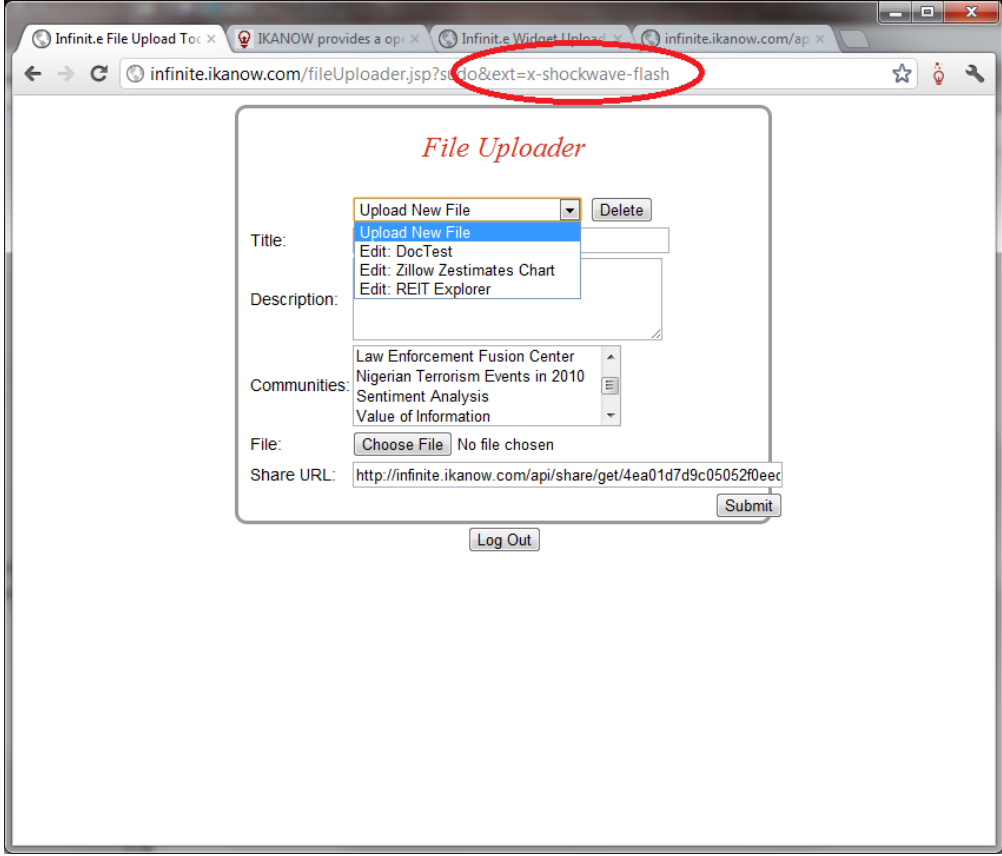 Infinit.e File Upload Too
IKANOW provides a ope
Infinit.e Widget Upload
infinite.ikanow.com/ap
infinite.ikanow.com/fileUploader.jsp?sudo&ext=x-shockwave-flash
File Uploader
Upload New File
Delete
Upload New File
Title:
Edit: DocTest
Edit: Zillow Zestimates Chart
Edit: REIT Explorer
Description:
Law Enforcement Fusion Center
Nigerian Terrorism Events in 2010
Communities:
Sentiment Analysis
Value of Information
File:
Choose File No file chosen
Share URL:
http://infinite.ikanow.com/api/share/get/4ea01d7d9c05052f0eec
Submit
Log Out